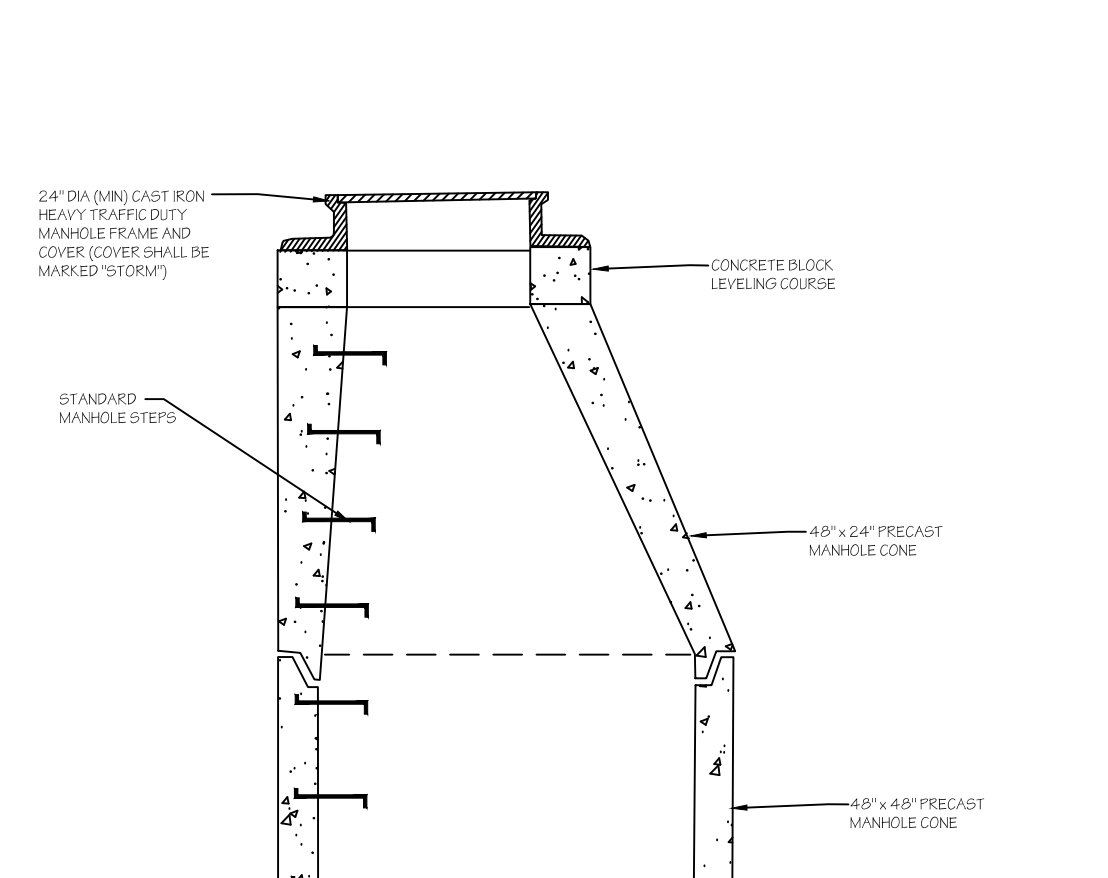 24" DIA (MIN) CAST IRON
HEAVY TRAFFIC DUTY
MANHOLE FRAME AND
COVER (COVER SHALL BE
MARKED "STORM")
CONCRETE BLOCK
LEVELING COURSE
STANDARD
MANHOLE STEPS
48" x 24" PRECAST
MANHOLE CONE
48" x 48" PRECAST
MANHOLE CONE